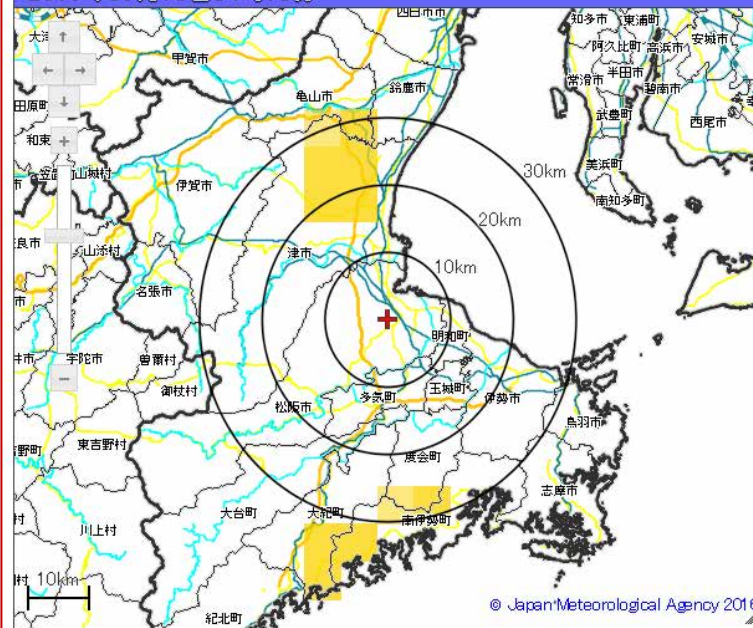 四日市市
知多市
東浦町
安城市
阿久比町
高浜市
甲賀市
常滑市
半田市
碧南市
鈴鹿市
亀山市
武豊町
西尾市
美浜町
南知多町
伊賀市
30km
20km
山添村
津市
10km
名張市
明和町
宇陀市
曽爾村
御杖村
玉城町
多気町
伊勢市
松阪市
鳥羽市
東吉野村
度会町
志摩市
大台町
大紀町
南伊勢町
川上村
10km
紀北町
© Japan Meteorological Agency 2016